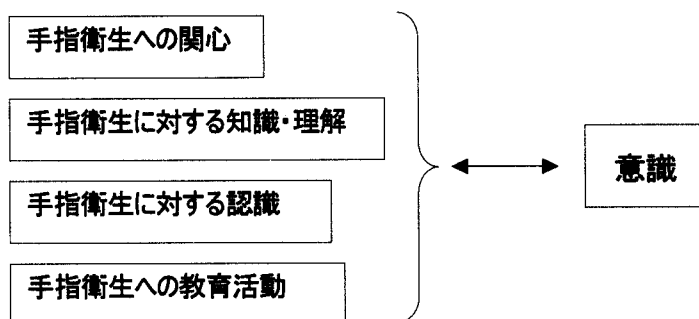 手指衛生への関心
手指衛生に対する知識・理解
手指衛生に対する認識
手指衛生への教育活動
意識